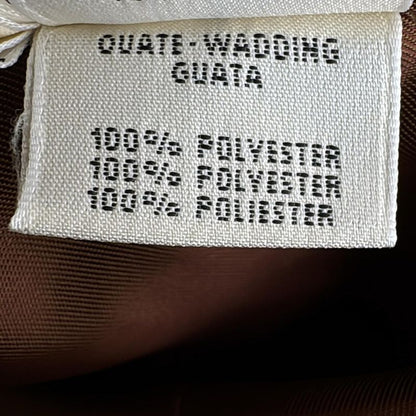 OUATE-WADDING
GUATA
100% POLYESTER
100% POLYESTER
100% POLIESTER